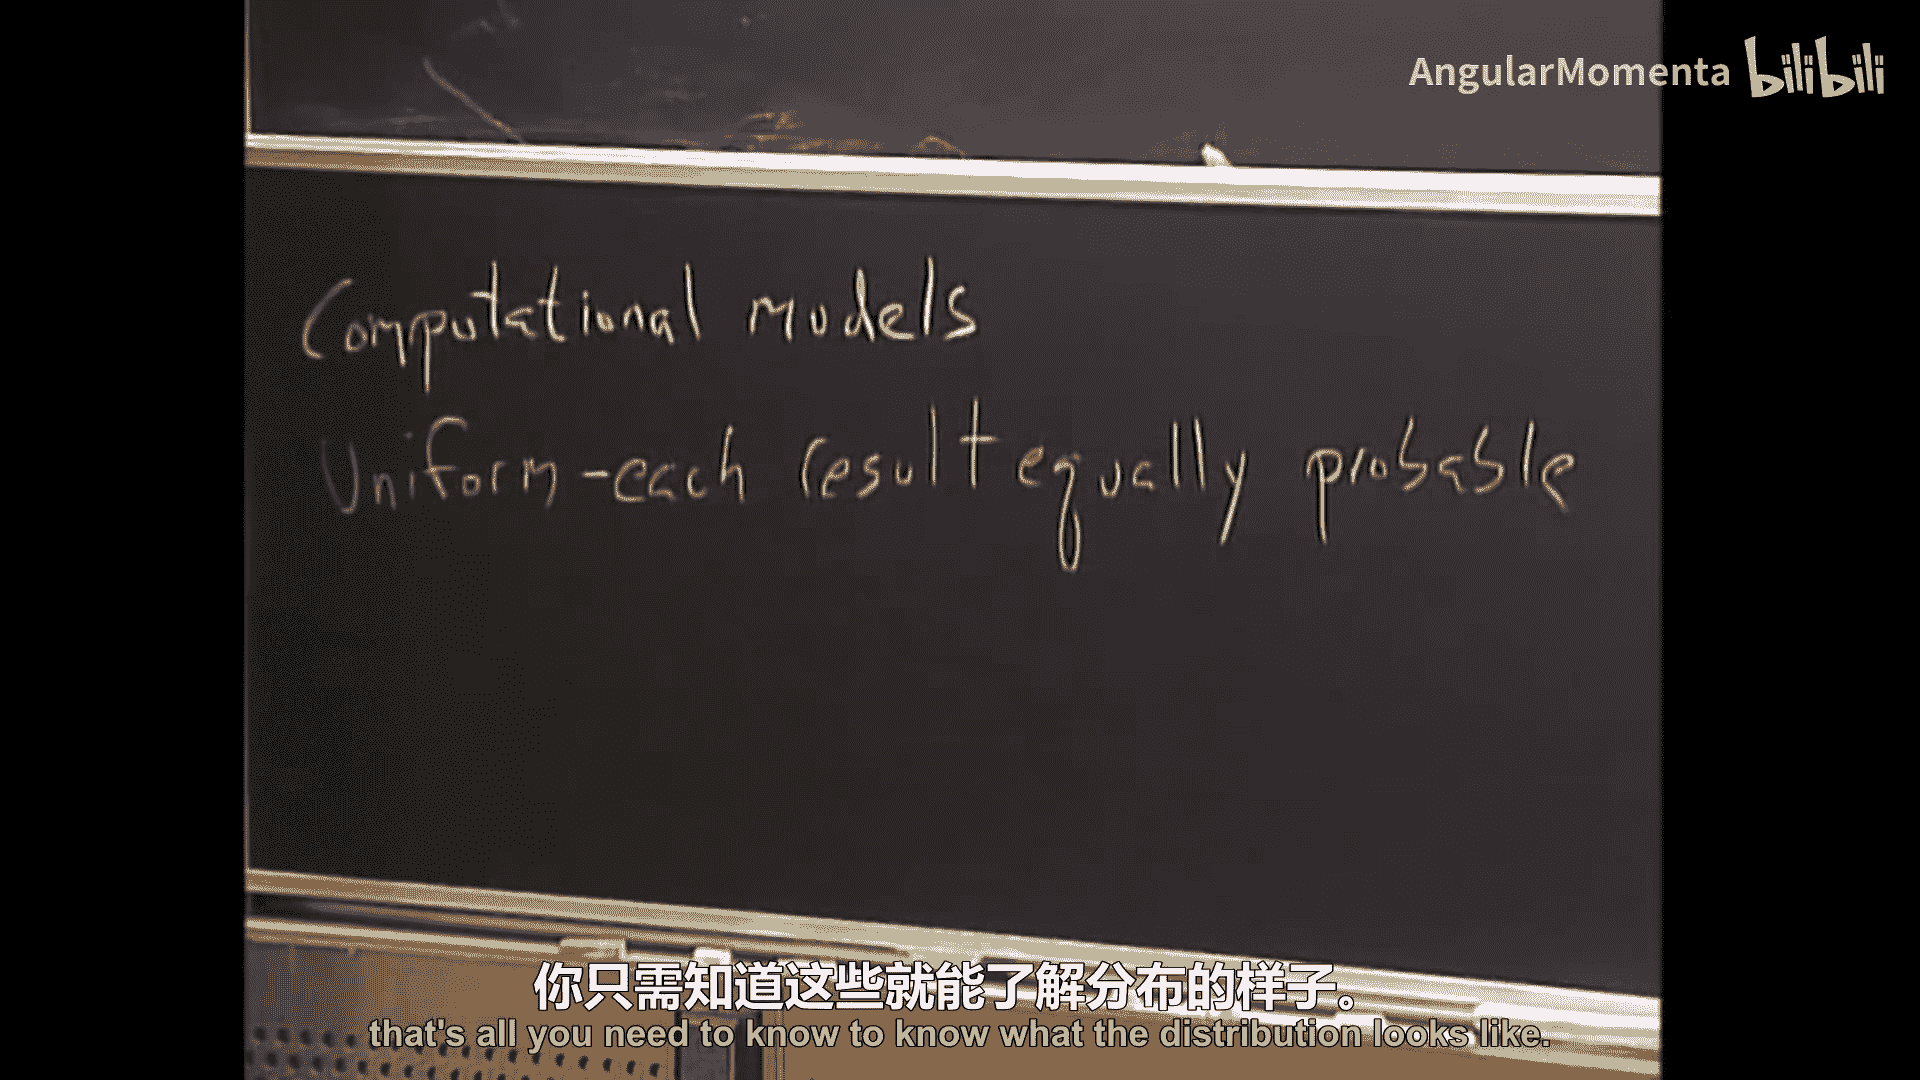 AngularMomenta bilibili
Computational models
Uniform - each result equally probable
你只需知道这些就能了解分布的样子。
that's all you need to know to know what the distribution looks like.